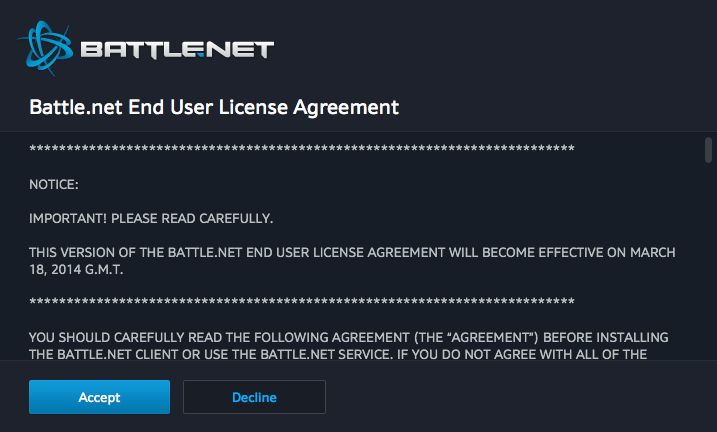 BATTLE.NET
Battle.net End User License Agreement
*************************************************************************
NOTICE:
IMPORTANT! PLEASE READ CAREFULLY.
THIS VERSION OF THE BATTLE.NET END USER LICENSE AGREEMENT WILL BECOME EFFECTIVE ON MARCH
18, 2014 G.M.T.
*************************************************************************
YOU SHOULD CAREFULLY READ THE FOLLOWING AGREEMENT (THE “AGREEMENT”) BEFORE INSTALLING
THE BATTLE.NET CLIENT OR USE THE BATTLE.NET SERVICE. IF YOU DO NOT AGREE WITH ALL OF THE
Accept
Decline